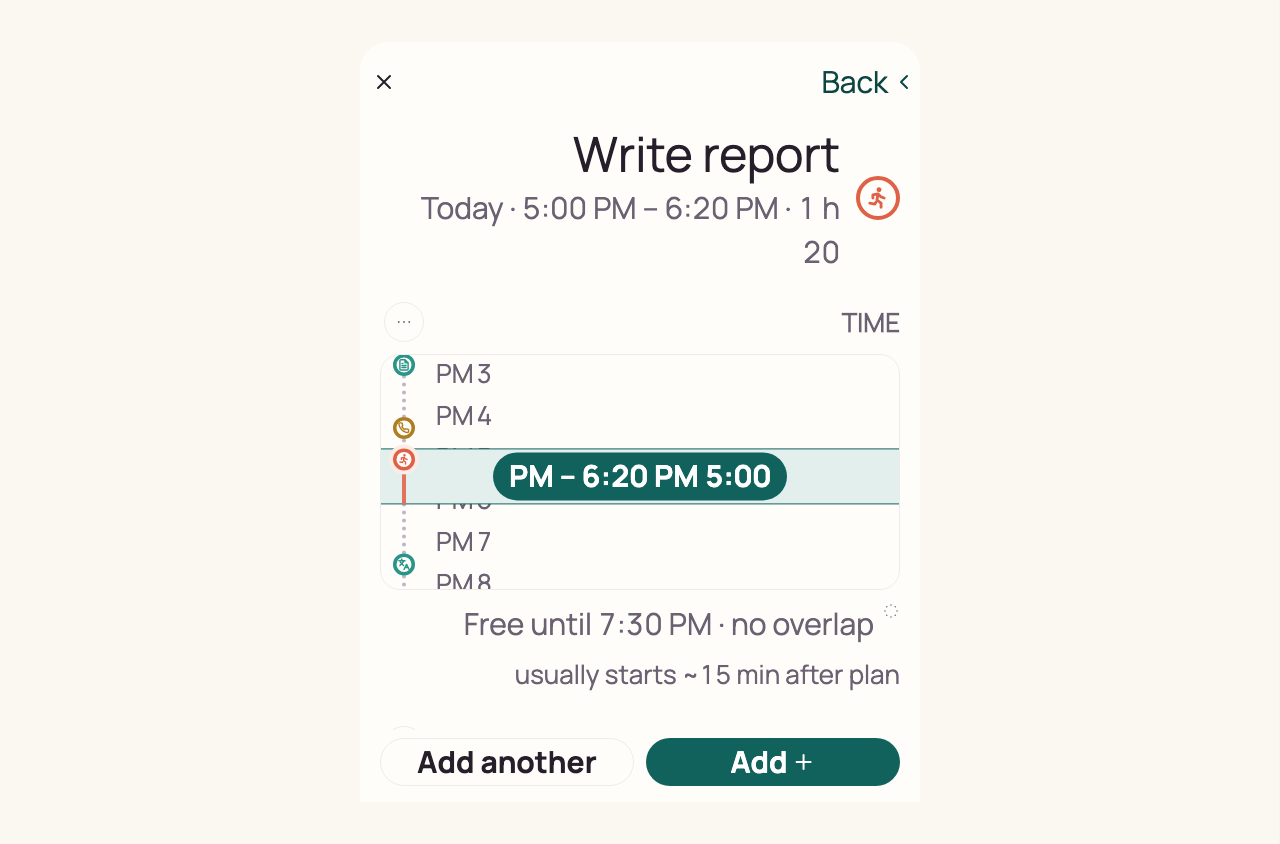 Back
Write report
Today · 5:00 PM – 6:20 PM · 1 h
20
TIME
PM 3
PM 4
PM – 6:20 PM 5:00
PM 7
PM 8
Free until 7:30 PM · no overlap
usually starts ~15 min after plan
Add another
Add +